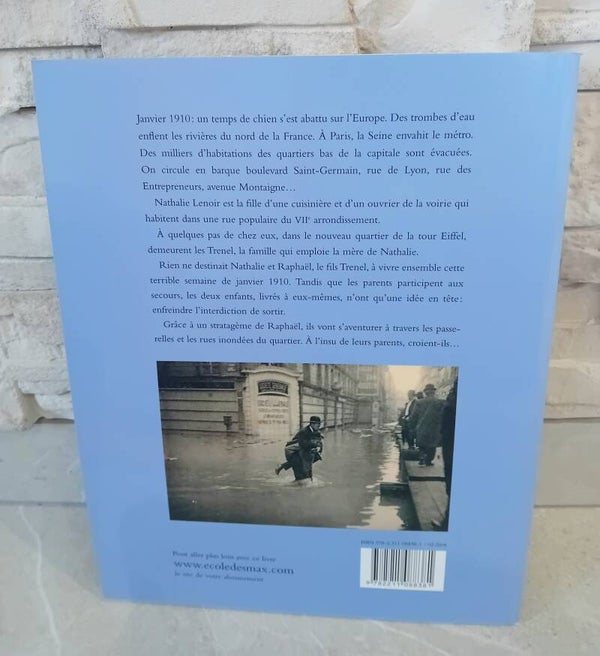 Janvier 1910 : un temps de chien s'est abattu sur l'Europe. Des trombes d'eau
enflent les rivières du nord de la France. À Paris, la Seine envahit le métro.
Des milliers d'habitations des quartiers bas de la capitale sont évacuées.
On circule en barque boulevard Saint-Germain, rue de Lyon, rue des
Entrepreneurs, avenue Montaigne…
Nathalie Lenoir est la fille d'une cuisinière et d'un ouvrier de la voirie qui
habitent dans une rue populaire du VIIe arrondissement.
À quelques pas de chez eux, dans le nouveau quartier de la tour Eiffel,
demeurent les Trenel, la famille qui emploie la mère de Nathalie.
Rien ne destinait Nathalie et Raphaël, le fils Trenel, à vivre ensemble cette
terrible semaine de janvier 1910. Tandis que les parents participent aux
secours, les deux enfants, livrés à eux-mêmes, n'ont qu'une idée en tête :
enfreindre l'interdiction de sortir.
Grâce à un stratagème de Raphaël, ils vont s'aventurer à travers les passe-
relles et les rues inondées du quartier. À l'insu de leurs parents, croient-ils…
ISBN
Pour aller plus loin avec ce livre
www.ecoledesmax.com
le site de votre abonnement